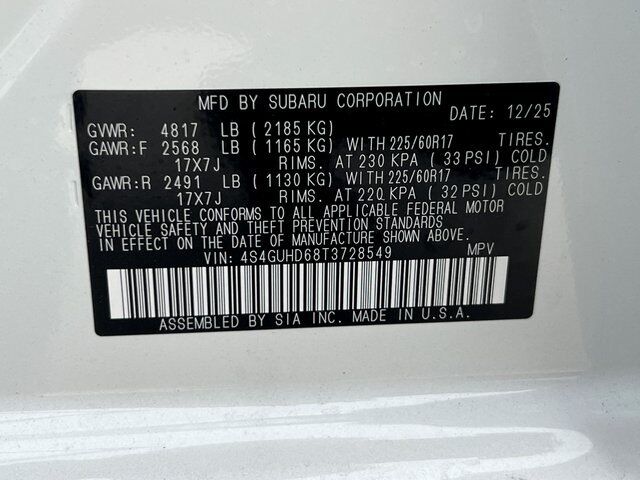 MFD BY SUBARU CORPORATION DATE: 12/25
GVWR: 4817 LB (2185 KG)
GAWR:F 2568 LB (1165 KG) WITH 225/60R17 TIRES.
17X7J RIMS. AT 230 KPA (33 PSI) COLD
GAWR:R 2491 LB (1130 KG) WITH 225/60R17 TIRES.
17X7J RIMS. AT 220 KPA (32 PSI) COLD
THIS VEHICLE CONFORMS TO ALL APPLICABLE FEDERAL MOTOR
VEHICLE SAFETY AND THEFT PREVENTION STANDARDS
IN EFFECT ON THE DATE OF MANUFACTURE SHOWN ABOVE.
VIN: 4S4GUHD68T3728549 MPV
ASSEMBLED BY SIA INC. MADE IN U.S.A.